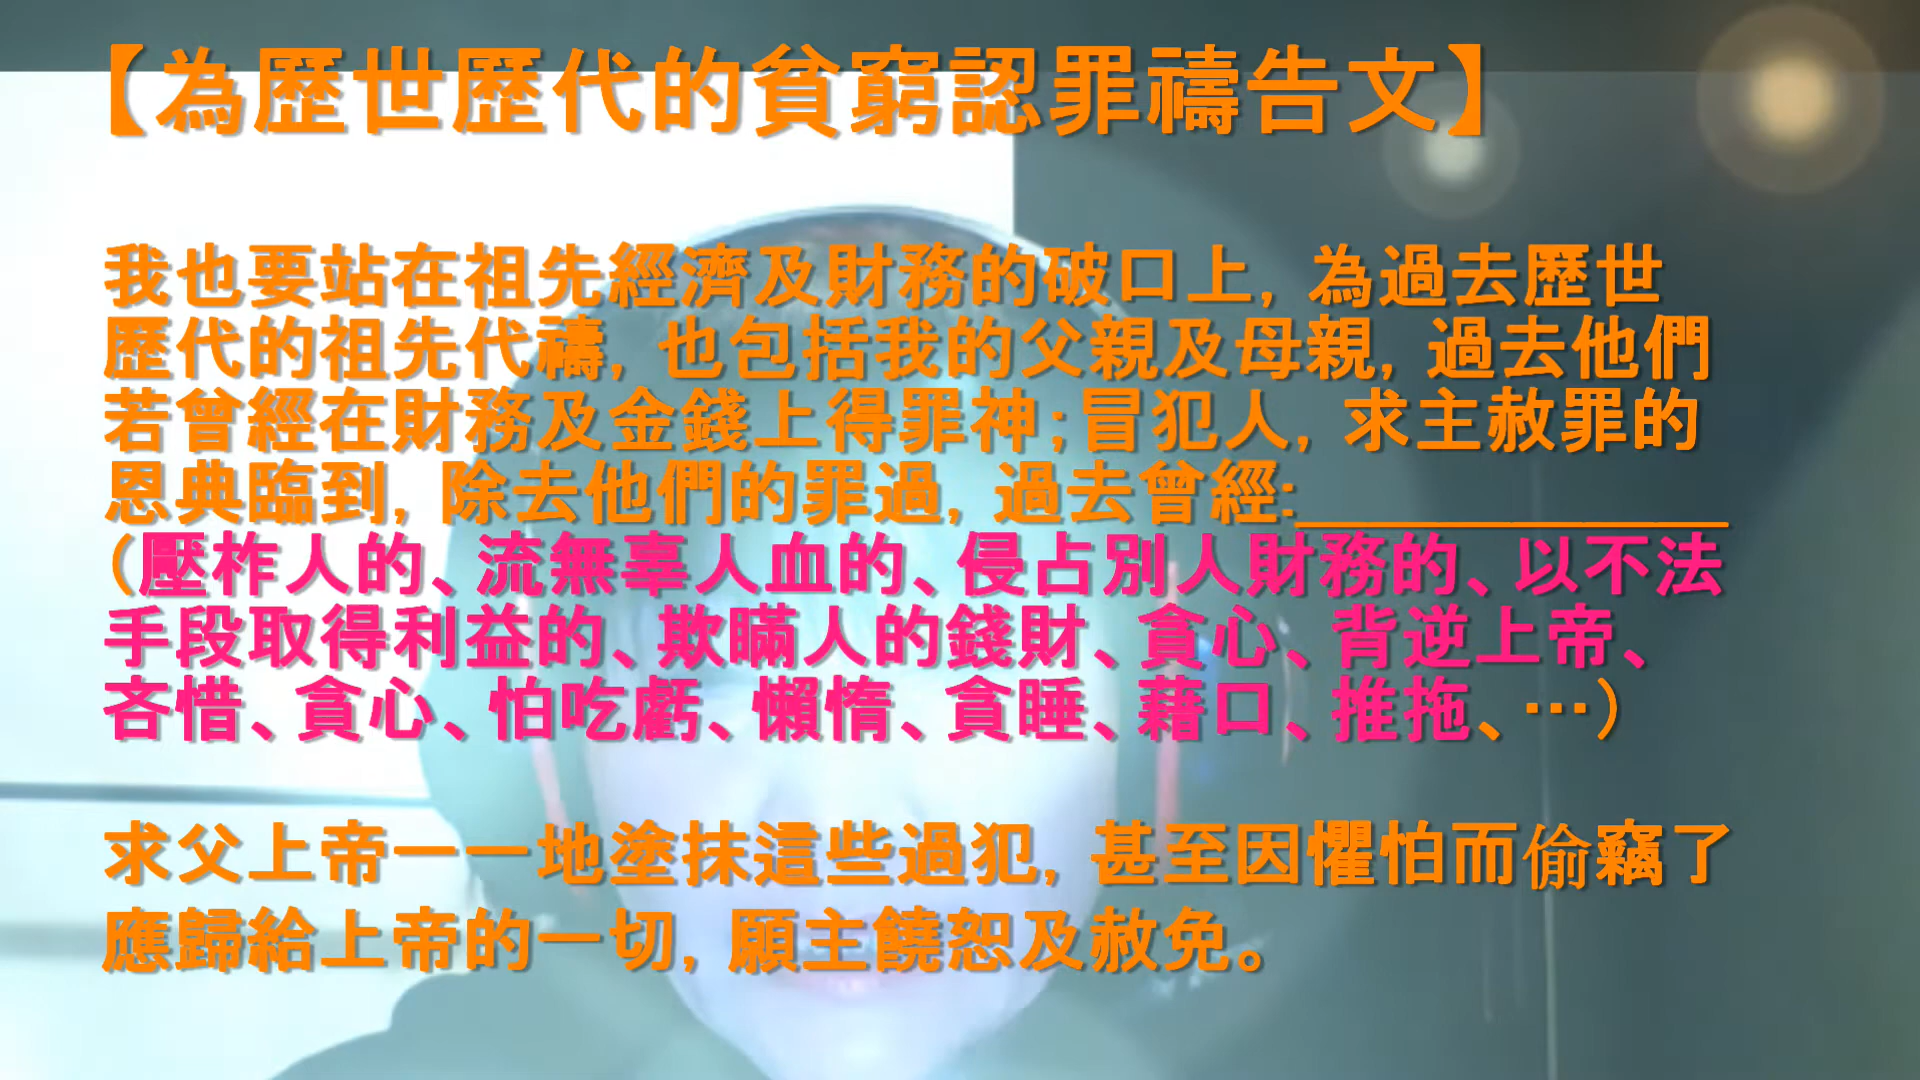 【為歷世歷代的貧窮認罪禱告文】
我也要站在祖先經濟及財務的破口上, 為過去歷世
歷代的祖先代禱, 也包括我的父親及母親, 過去他們
若曾經在財務及金錢上得罪神;冒犯人, 求主赦罪的
恩典臨到, 除去他們的罪過, 過去曾經:______________
(壓柞人的、流無辜人血的、侵占別人財務的、以不法
手段取得利益的、欺瞞人的錢財、貪心、背逆上帝、
吝惜、貪心、怕吃虧、懶惰、貪睡、藉口、推拖、…)
求父上帝一一地塗抹這些過犯, 甚至因懼怕而偷竊了
應歸給上帝的一切, 願主饒恕及赦免。